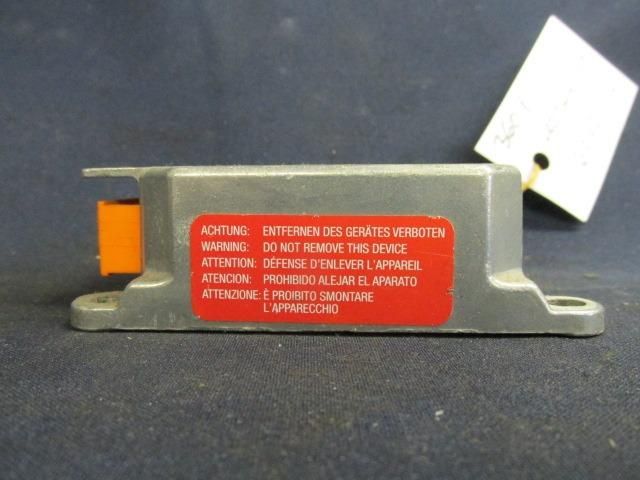 ACHTUNG: ENTFERNEN DES GERÄTES VERBOTEN
WARNING: DO NOT REMOVE THIS DEVICE
ATTENTION: DÉFENSE D'ENLEVER L'APPAREIL
ATENCION: PROHIBIDO ALEJAR EL APARATO
ATTENZIONE: È PROIBITO SMONTARE
L'APPARECCHIO